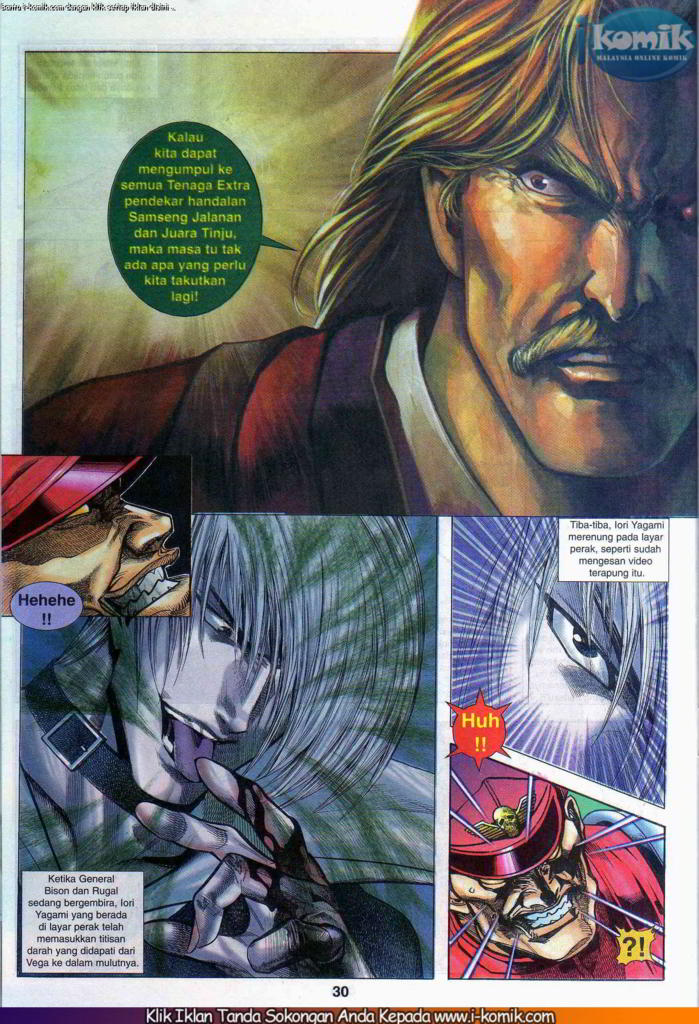 Bantu i-komik.com dengan klik setiap iklan disini ..
i komik
MALAYSIA ONLINE KOMIK
Kalau
kita dapat
mengumpul ke
semua Tenaga Extra
pendekar handalan
Samseng Jalanan
dan Juara Tinju,
maka masa tu tak
ada apa yang perlu
kita takutkan
lagi!
Hehehe
!!
Tiba-tiba, Iori Yagami
merenung pada layar
perak, seperti sudah
mengesan video
terapung itu.
Huh
!!
Ketika General
Bison dan Rugal
sedang bergembira, Iori
Yagami yang berada
di layar perak telah
memasukkan titisan
darah yang didapati dari
Vega ke dalam mulutnya.
?!
30
Klik Iklan Tanda Sokongan Anda Kepada www.i-komik.com